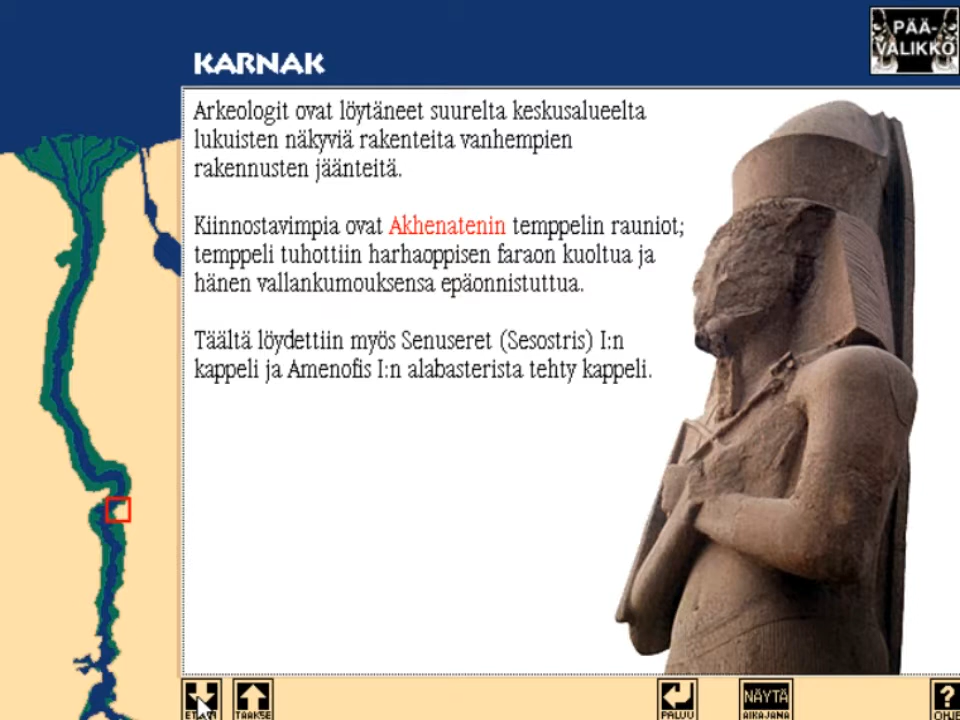 PÄÄ-
VALIKKO
KARNAK
Arkeologit ovat löytäneet suurelta keskusalueelta
lukuisten näkyviä rakenteita vanhempien
rakennusten jäänteitä.
Kiinnostavimpia ovat Akhenatenin temppelin rauniot;
temppeli tuhottiin harhaoppisen faraon kuoltua ja
hänen vallankumouksensa epäonnistuttua.
Täältä löydettiin myös Senuseret (Sesostris) I:n
kappeli ja Amenofis I:n alabasterista tehty kappeli.
TAAKSE
PALUU
NÄYTÄ
AIKAJANA
?
OHJE